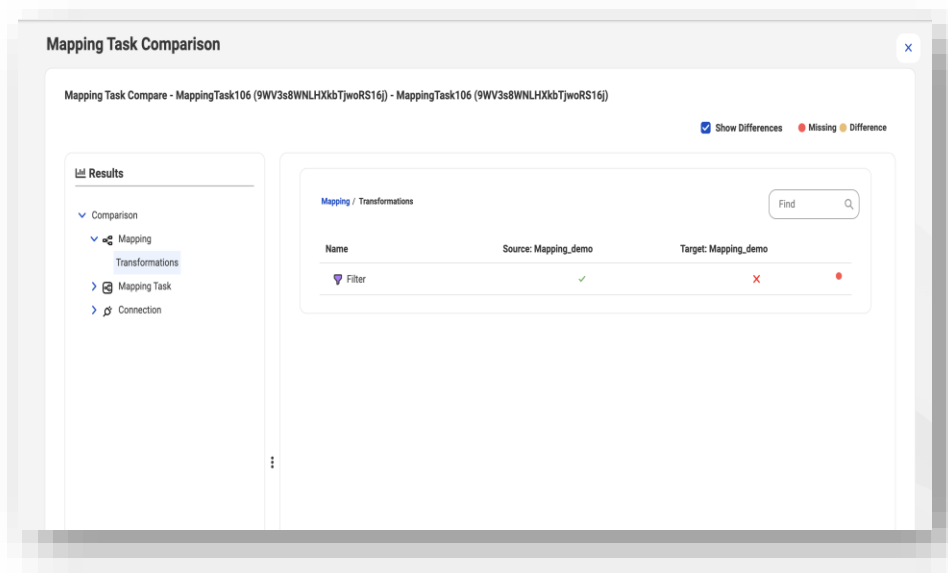 Mapping Task Comparison
Mapping Task Compare - MappingTask106 (9WV3s8WNLHXkbTjwoRS16j) - MappingTask106 (9WV3s8WNLHXkbTjwoRS16j)
Show Differences Missing Difference
Results
Comparison
Mapping
Transformations
Mapping Task
Connection
Mapping / Transformations
Find
Name Source: Mapping_demo Target: Mapping_demo
Filter